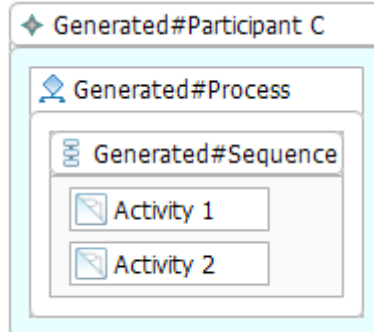 Generated#Participant C
Generated#Process
Generated#Sequence
Activity 1
Activity 2